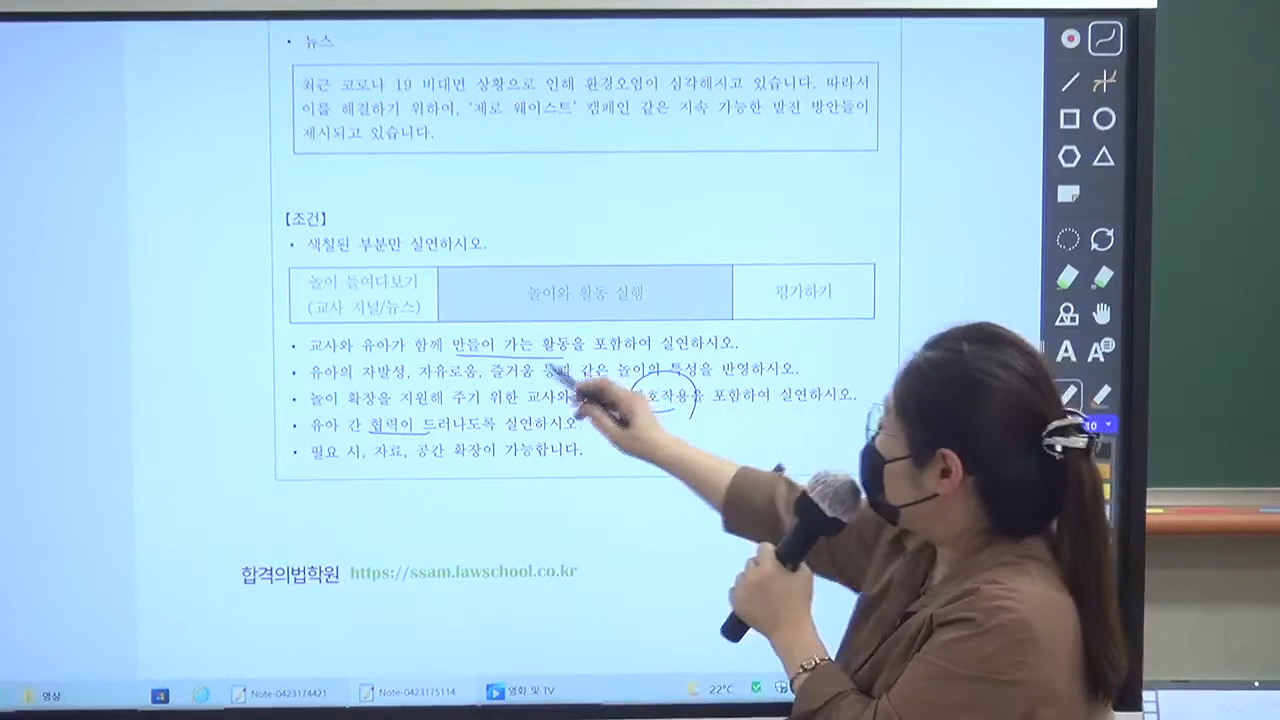 • 뉴스
최근 코로나 19 비대면 상황으로 인해 환경오염이 심각해지고 있습니다. 따라서
이를 해결하기 위하여, '제로 웨이스트' 캠페인 같은 지속 가능한 발전 방안들이
제시되고 있습니다.
【조건】
• 색칠된 부분만 실연하시오.
놀이 들여다보기
(교사 저널/뉴스)
놀이와 활동 실행
평가하기
• 교사와 유아가 함께 만들어 가는 활동을 포함하여 실연하시오.
• 유아의 자발성, 자유로움, 즐거움 등과 같은 놀이의 특성을 반영하시오.
• 놀이 확장을 지원해 주기 위한 교사와 호작용을 포함하여 실연하시오.
• 유아 간 협력이 드러나도록 실연하시오.
• 필요 시, 자료, 공간 확장이 가능합니다.
합격의법학원 https://ssam.lawschool.co.kr
A A
10
영상
Note-0423174421
Note-0423175114
영화 및 TV
22℃